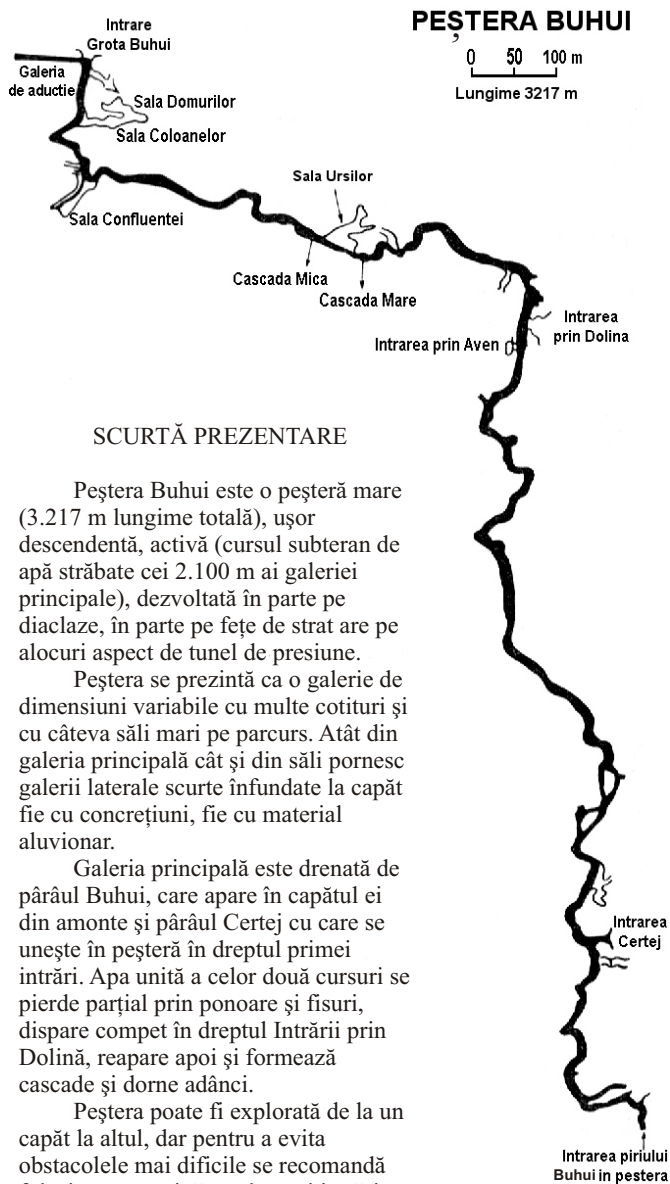 PEȘTERA BUHUI
0 50 100 m
Lungime 3217 m
Intrare
Grota Buhui
Galeria
de aductie
Sala Domurilor
Sala Coloanelor
Sala Confluentei
Sala Ursilor
Cascada Mica
Cascada Mare
Intrarea
prin Dolina
Intrarea prin Aven
SCURTĂ PREZENTARE
Peştera Buhui este o peşteră mare
(3.217 m lungime totală), uşor
descendentă, activă (cursul subteran de
apă străbate cei 2.100 m ai galeriei
principale), dezvoltată în parte pe
diaclaze, în parte pe feţe de strat are pe
alocuri aspect de tunel de presiune.
Peştera se prezintă ca o galerie de
dimensiuni variabile cu multe cotituri şi
cu câteva săli mari pe parcurs. Atât din
galeria principală cât şi din săli pornesc
galerii laterale scurte înfundate la capăt
fie cu concreţiuni, fie cu material
aluvionar.
Galeria principală este drenată de
pârâul Buhui, care apare în capătul ei
din amonte şi pârâul Certej cu care se
uneşte în peşteră în dreptul primei
intrări. Apa unită a celor două cursuri se
pierde parţial prin ponoare şi fisuri,
dispare compet în dreptul Intrării prin
Dolină, reapare apoi şi formează
cascade şi dorne adânci.
Peştera poate fi explorată de la un
capăt la altul, dar pentru a evita
obstacolele mai dificile se recomandă
Intrarea
Certej
Intrarea piriului
Buhui in pestera